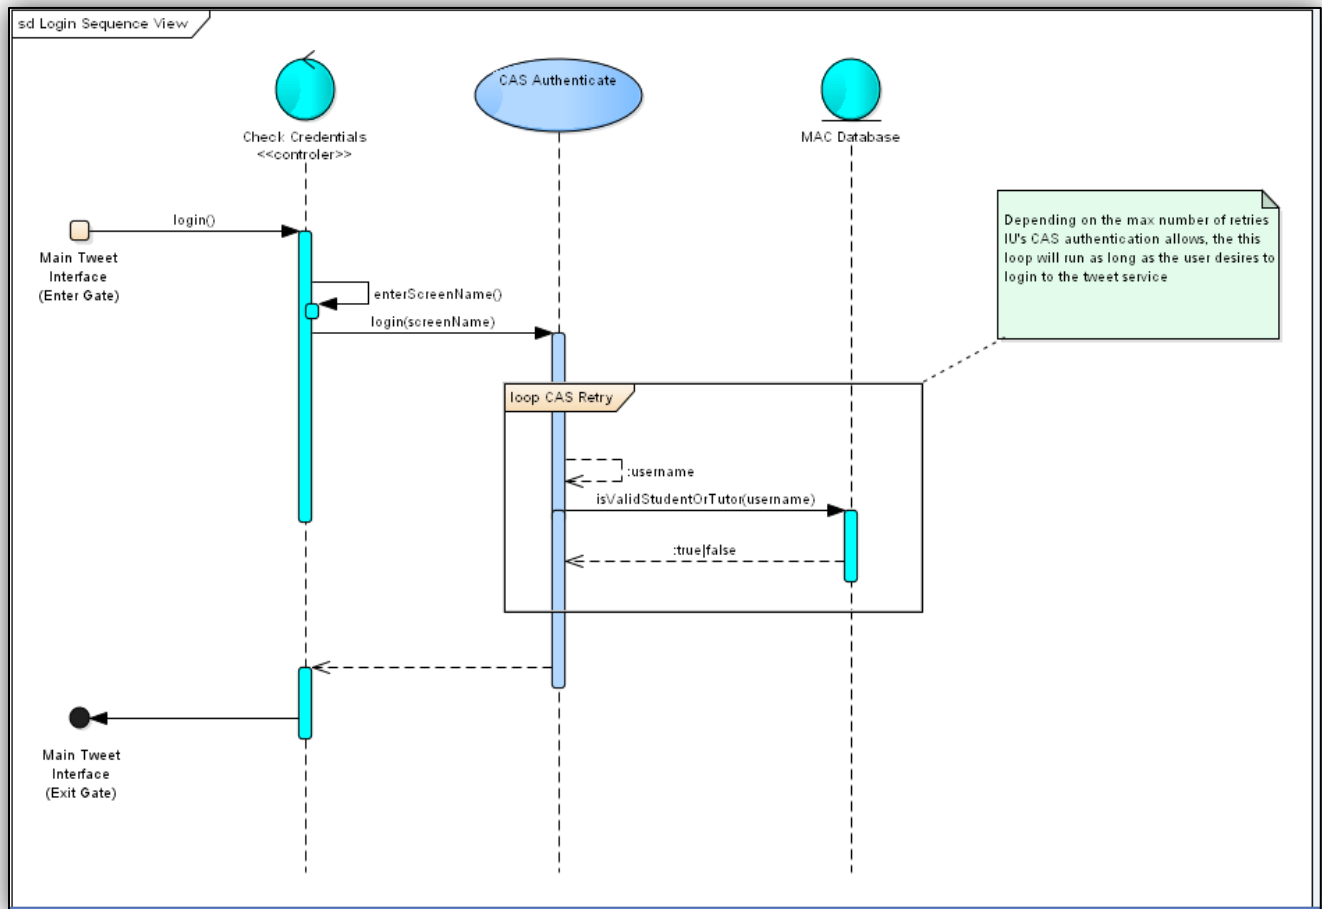 sd Login Sequence View
CAS Authenticate
Check Credentials
<<controler>>
MAC Database
login()
Main Tweet
Interface
(Enter Gate)
Depending on the max number of retries
IU's CAS authentication allows, the this
loop will run as long as the user desires to
login to the tweet service
enterScreenName()
login(screenName)
loop CAS Retry
:username
isValidStudentOrTutor(username)
:true|false
Main Tweet
Interface
(Exit Gate)